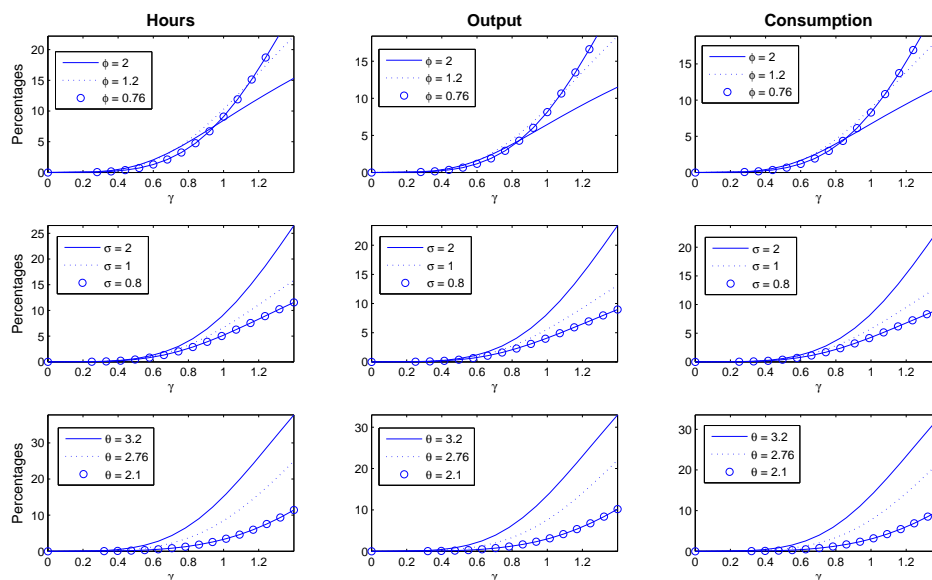 Hours
Output
Consumption
Percentages
20
15
10
5
0
0 0.2 0.4 0.6 0.8 1 1.2
γ
ϕ = 2
ϕ = 1.2
ϕ = 0.76
15
10
5
0
0 0.2 0.4 0.6 0.8 1 1.2
γ
ϕ = 2
ϕ = 1.2
ϕ = 0.76
15
10
5
0
0 0.2 0.4 0.6 0.8 1 1.2
γ
ϕ = 2
ϕ = 1.2
ϕ = 0.76
Percentages
25
20
15
10
5
0
0 0.2 0.4 0.6 0.8 1 1.2
γ
σ = 2
σ = 1
σ = 0.8
20
15
10
5
0
0 0.2 0.4 0.6 0.8 1 1.2
γ
σ = 2
σ = 1
σ = 0.8
20
15
10
5
0
0 0.2 0.4 0.6 0.8 1 1.2
γ
σ = 2
σ = 1
σ = 0.8
Percentages
30
20
10
0
0 0.2 0.4 0.6 0.8 1 1.2
γ
θ = 3.2
θ = 2.76
θ = 2.1
30
20
10
0
0 0.2 0.4 0.6 0.8 1 1.2
γ
θ = 3.2
θ = 2.76
θ = 2.1
30
20
10
0
0 0.2 0.4 0.6 0.8 1 1.2
γ
θ = 3.2
θ = 2.76
θ = 2.1